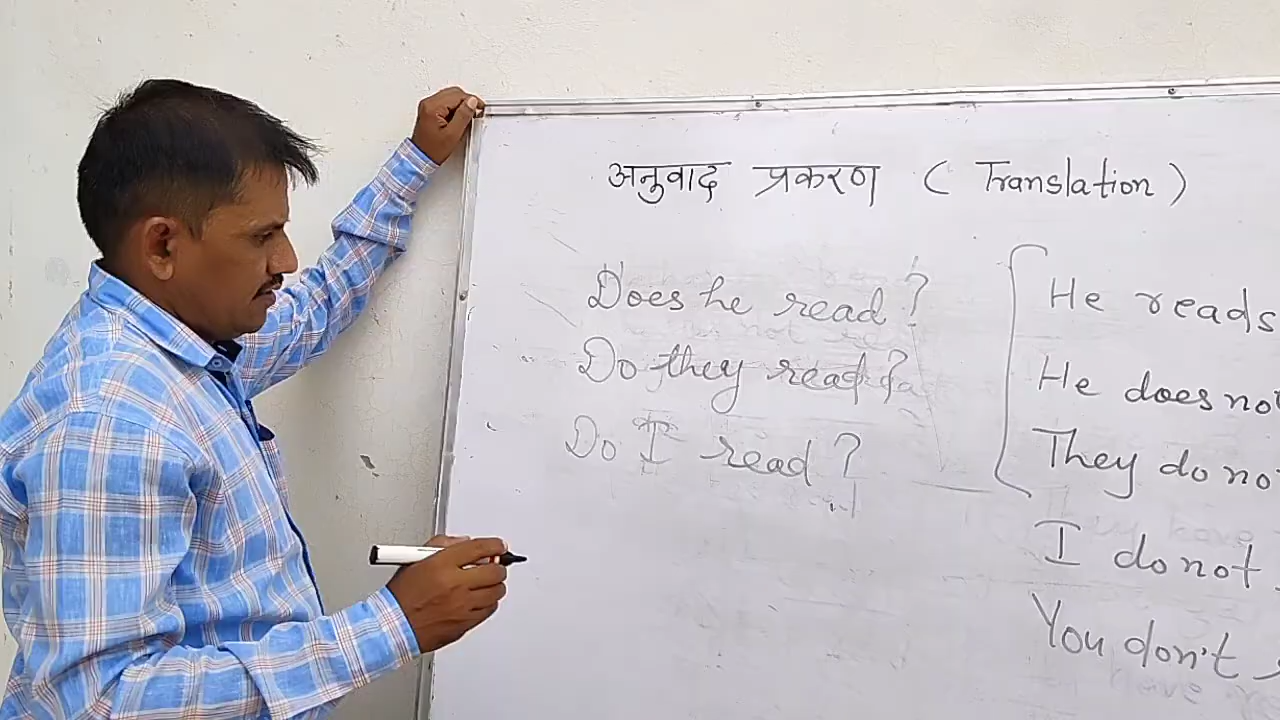 अनुवाद प्रकरण ( Translation )
Does he read ?
Do they read ?
Do I read ?
He reads
He does not
They do not
I do not
You don't